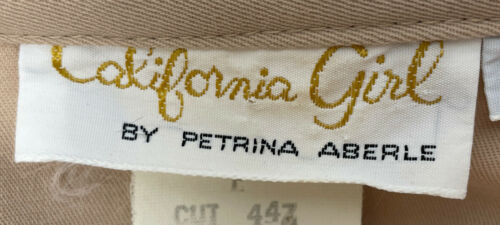 California Girl
BY PETRINA ABERLE
CUT 447